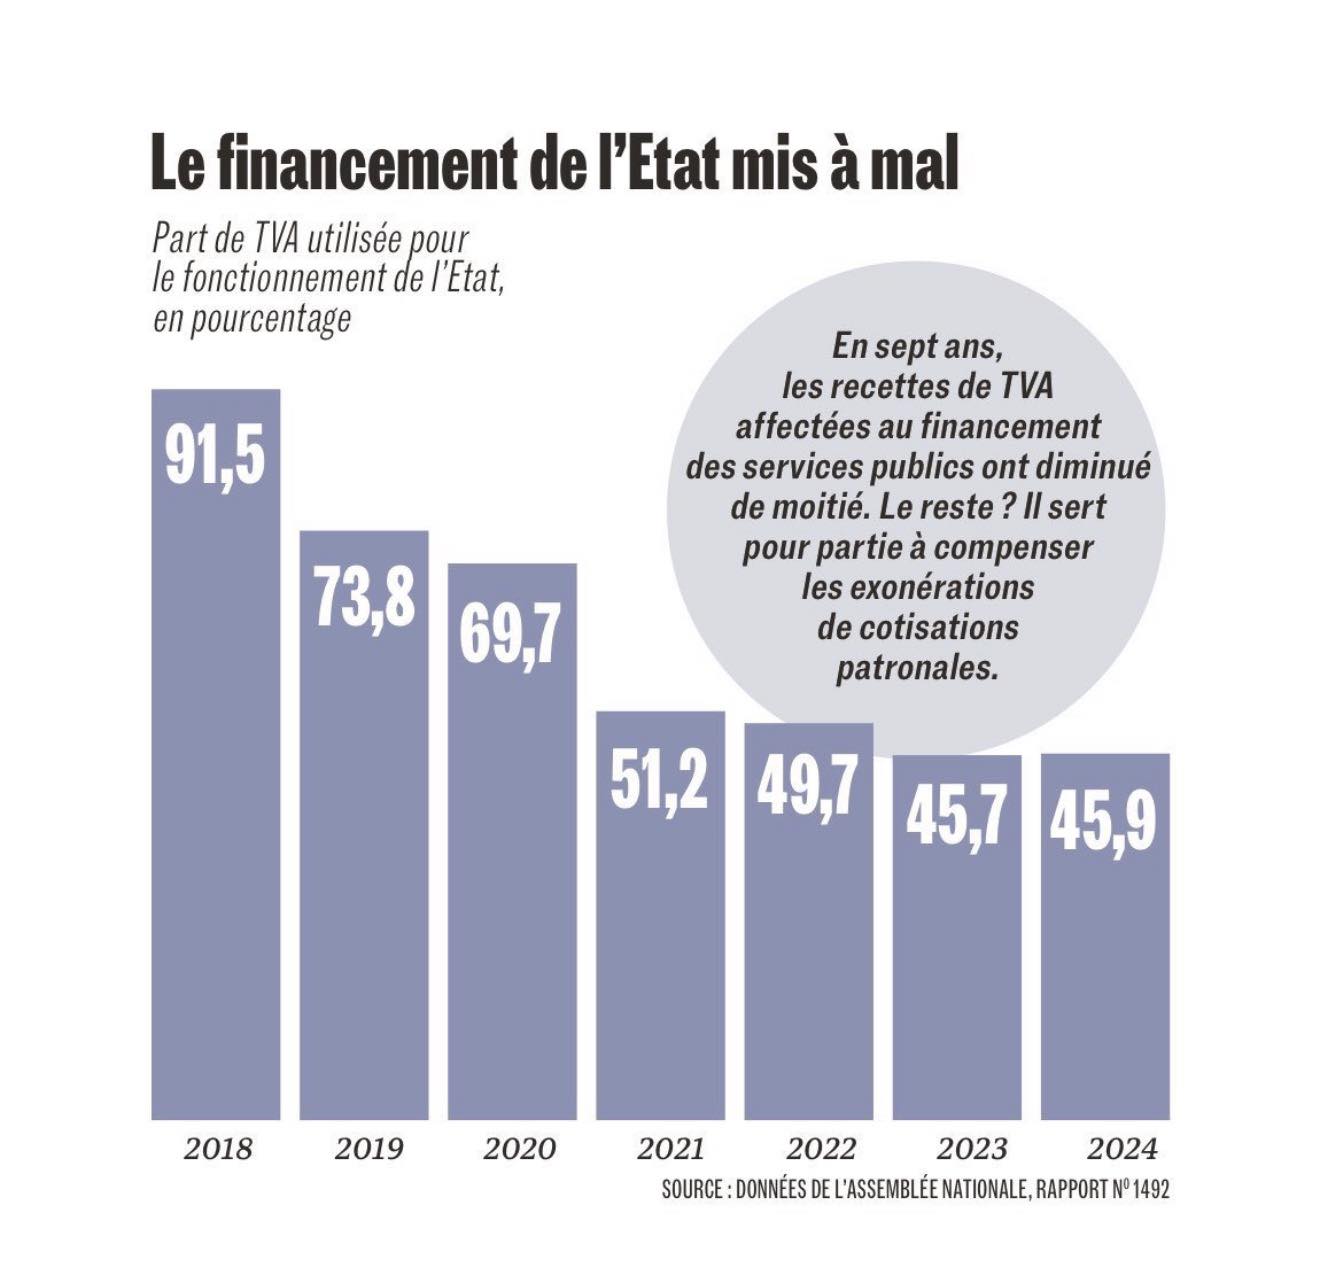 Le financement de l'Etat mis à mal
Part de TVA utilisée pour
le fonctionnement de l'Etat,
en pourcentage
En sept ans,
les recettes de TVA
affectées au financement
des services publics ont diminué
de moitié. Le reste ? Il sert
pour partie à compenser
les exonérations
de cotisations
patronales.
91,5
73,8
69,7
51,2
49,7
45,7
45,9
2018
2019
2020
2021
2022
2023
2024
SOURCE : DONNÉES DE L'ASSEMBLÉE NATIONALE, RAPPORT Nº 1492